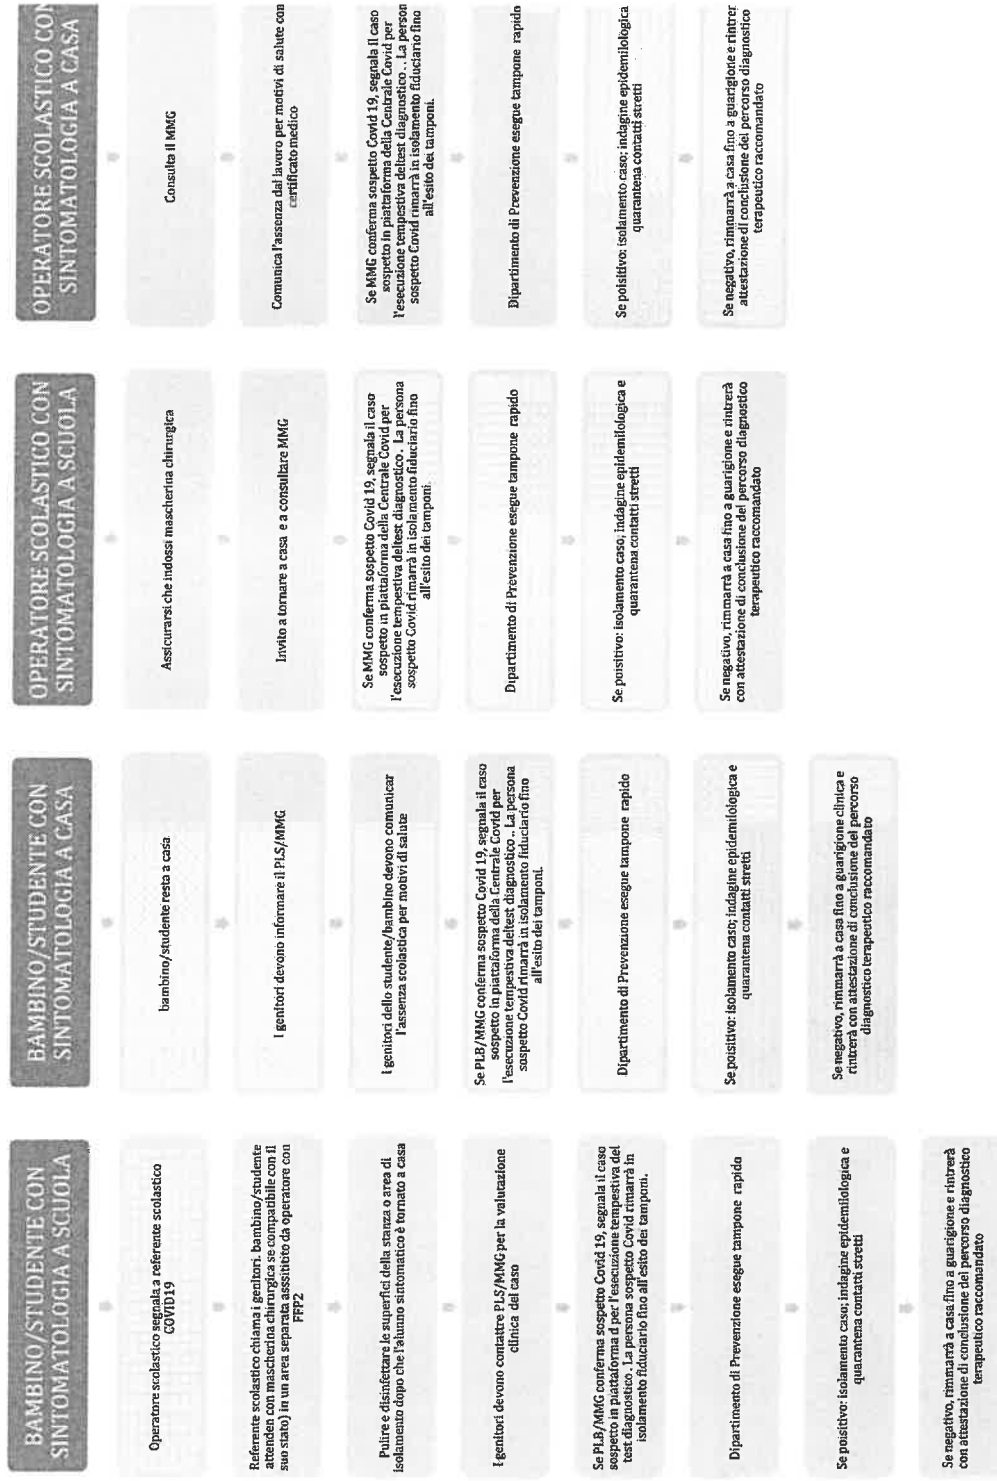 BAMBINO/STUDENTE CON
SINTOMATOLOGIA A SCUOLA
Operatore scolastico segnala a referente scolastico
COVID19
Referente scolastico chiama i genitori. bambino/studente
attenden con mascherina chirurgica se compatibile con il
suo stato) in un area separata asssititito da operatore con
FFP2
Pulire e disinfettare le superfici della stanza o area di
isolamento dopo che l'alunno sintomatico è tornato a casa
I genitori devono contattre PLS/MMG per la valutazione
clinica del caso
Se PLB/MMG conferma sospetto Covid 19, segnala il caso
sospetto in piattaforma d per l'esecuzione tempestiva del
test diagnostico . La persona sospetto Covid rimarrà in
isolamento fiduciario fino all'esito dei tamponi.
Dipartimento di Prevenzione esegue tampone rapido
Se poisitivo: isolamento caso; indagine epidemilologica e
quarantena contatti stretti
Se negativo, rimmarrà a casa fino a guarigione e rintrerà
con attestazione di conclusione del percorso diagnostico
terapeutico raccomandato
BAMBINO/STUDENTE CON
SINTOMATOLOGIA A CASA
bambino/studente resta a casa
I genitori devono informare il PLS/MMG
I genitori dello studente/bambino devono comunicar
l'assenza scolastica per motivi di salute
Se PLB/MMG conferma sospetto Covid 19, segnala il caso
sospetto in piattaforma della Centrale Covid per
l'esecuzione tempestiva deltest diagnostico . . La persona
sospetto Covid rimarrà in isolamento fiduciario fino
all'esito dei tamponi.
Dipartimento di Prevenzione esegue tampone rapido
Se poisitivo: isolamento caso; indagine epidemilologica e
quarantena contatti stretti
Se negativo, rimmarrà a casa fino a guarigione clinica e
rintrerà con attestazione di conclusione del percorso
diagnostico terapeutico raccomandato
OPERATORE SCOLASTICO CON
SINTOMATOLOGIA A SCUOLA
Assicurarsi che indossi mascherina chirurgica
Invito a tornare a casa e a consultare MMG
Se MMG conferma sospetto Covid 19, segnala il caso
sospetto in piattaforma della Centrale Covid per
l'esecuzione tempestiva deltest diagnostico . La persona
sospetto Covid rimarrà in isolamento fiduciario fino
all'esito dei tamponi.
Dipartimento di Prevenzione esegue tampone rapido
Se poisitivo: isolamento caso; indagine epidemilologica e
quarantena contatti stretti
Se negativo, rimmarrà a casa fino a guarigione e rintrerà
con attestazione di conclusione del percorso diagnostico
terapeutico raccomandato
OPERATORE SCOLASTICO CON
SINTOMATOLOGIA A CASA
Consulta il MMG
Comunica l'assenza dal lavoro per motivi di salute con
certificato medico
Se MMG conferma sospetto Covid 19, segnala il caso
sospetto in piattaforma della Centrale Covid per
l'esecuzione tempestiva deltest diagnostico . . La person
sospetto Covid rimarrà in isolamento fiduciario fino
all'esito dei tamponi.
Dipartimento di Prevenzione esegue tampone rapido
Se poisitivo: isolamento caso; indagine epidemilologica
quarantena contatti stretti
Se negativo, rimmarrà a casa fino a guarigione e rintrer
attestazione di conclusione del percorso diagnostico
terapeutico raccomandato